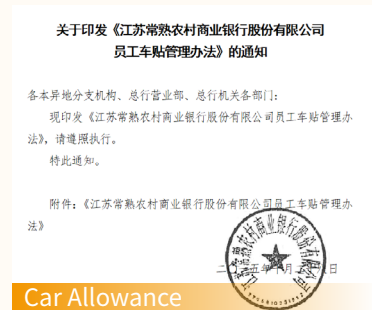 关于印发《江苏常熟农村商业银行股份有限公司
员工车贴管理办法》的通知
各本异地分支机构、总行营业部、总行机关各部门：
现印发《江苏常熟农村商业银行股份有限公司员工车贴管理办
法》，请遵照执行。
特此通知。
附件：《江苏常熟农村商业银行股份有限公司员工车贴管理办
法》
Car Allowance